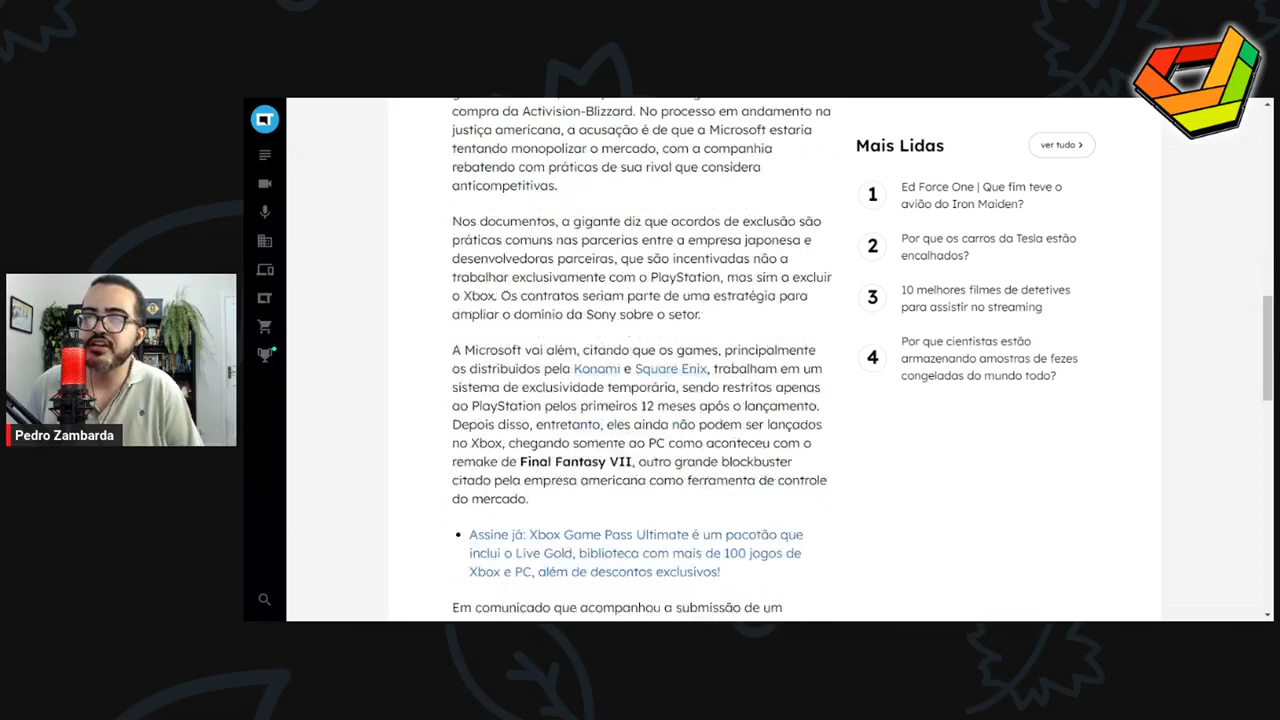 compra da Activision-Blizzard. No processo em andamento na
justiça americana, a acusação é de que a Microsoft estaria
tentando monopolizar o mercado, com a companhia
rebatendo com práticas de sua rival que considera
anticompetitivas.
Nos documentos, a gigante diz que acordos de exclusão são
práticas comuns nas parcerias entre a empresa japonesa e
desenvolvedoras parceiras, que são incentivadas não a
trabalhar exclusivamente com o PlayStation, mas sim a excluir
o Xbox. Os contratos seriam parte de uma estratégia para
ampliar o domínio da Sony sobre o setor.
A Microsoft vai além, citando que os games, principalmente
os distribuídos pela Konami e Square Enix, trabalham em um
sistema de exclusividade temporária, sendo restritos apenas
ao PlayStation pelos primeiros 12 meses após o lançamento.
Depois disso, entretanto, eles ainda não podem ser lançados
no Xbox, chegando somente ao PC como aconteceu com o
remake de Final Fantasy VII, outro grande blockbuster
citado pela empresa americana como ferramenta de controle
do mercado.
• Assine já: Xbox Game Pass Ultimate é um pacotão que
inclui o Live Gold, biblioteca com mais de 100 jogos de
Xbox e PC, além de descontos exclusivos!
Em comunicado que acompanhou a submissão de um
Mais Lidas
ver tudo >
1 Ed Force One | Que fim teve o
avião do Iron Maiden?
2 Por que os carros da Tesla estão
encalhados?
3 10 melhores filmes de detetives
para assistir no streaming
4 Por que cientistas estão
armazenando amostras de fezes
congeladas do mundo todo?
Pedro Zambarda